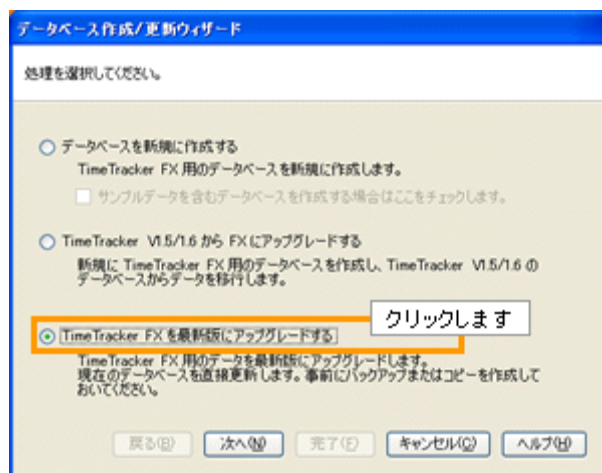 データベース作成/更新ウィザード
処理を選択してください。
データベースを新規に作成する
TimeTracker FX 用のデータベースを新規に作成します。
サンプルデータを含むデータベースを作成する場合はここをチェックします。
TimeTracker V1.5/1.6 から FXにアップグレードする
新規に TimeTracker FX 用のデータベースを作成し、TimeTracker V1.5/1.6 の
データベースからデータを移行します。
クリックします
TimeTracker FX を最新版にアップグレードする
TimeTracker FX 用のデータを最新版にアップグレードします。
現在のデータベースを直接更新します。事前にバックアップまたはコピーを作成して
おいてください。
戻る(B) 次へ(N) 完了(F) キャンセル(C) ヘルプ(H)